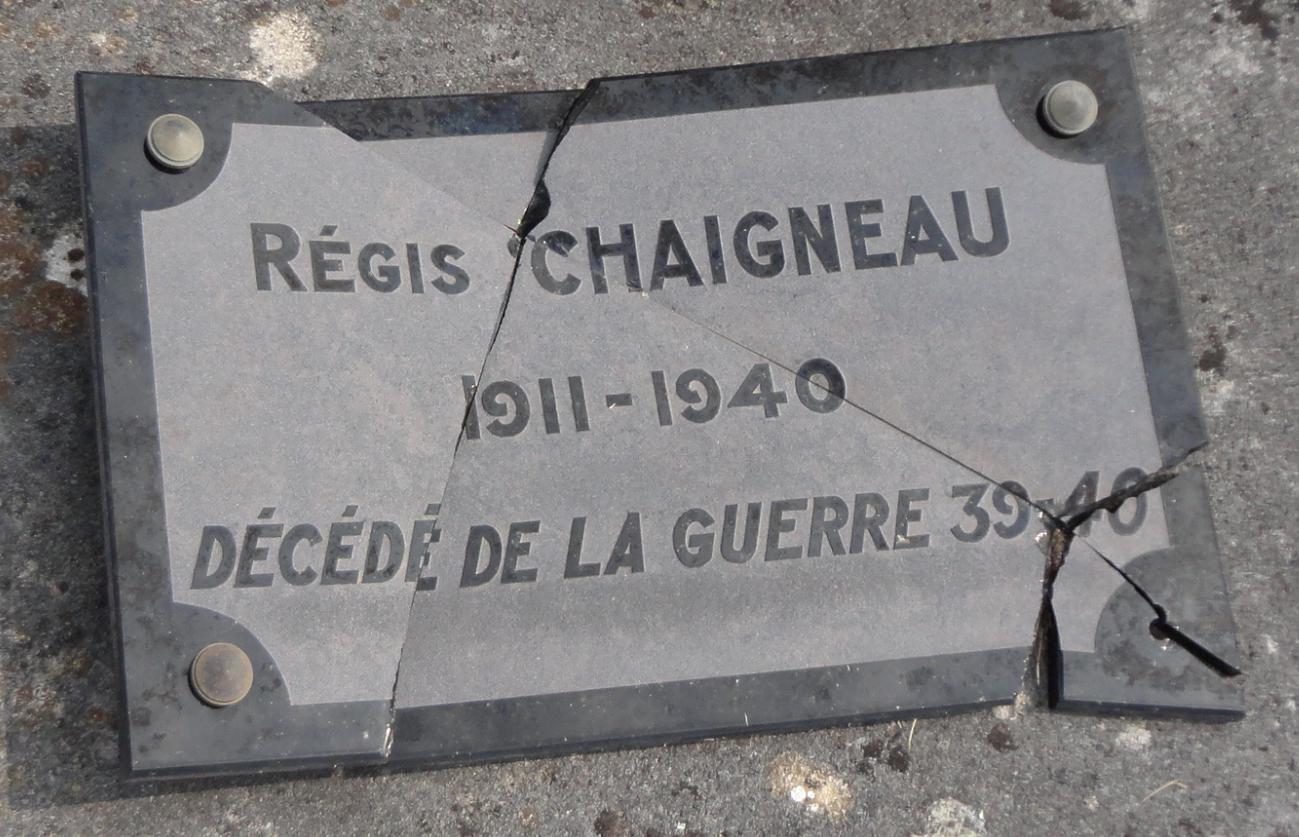 RÉGIS CHAIGNEAU
1911-1940
DÉCÉDÉ DE LA GUERRE 39-40